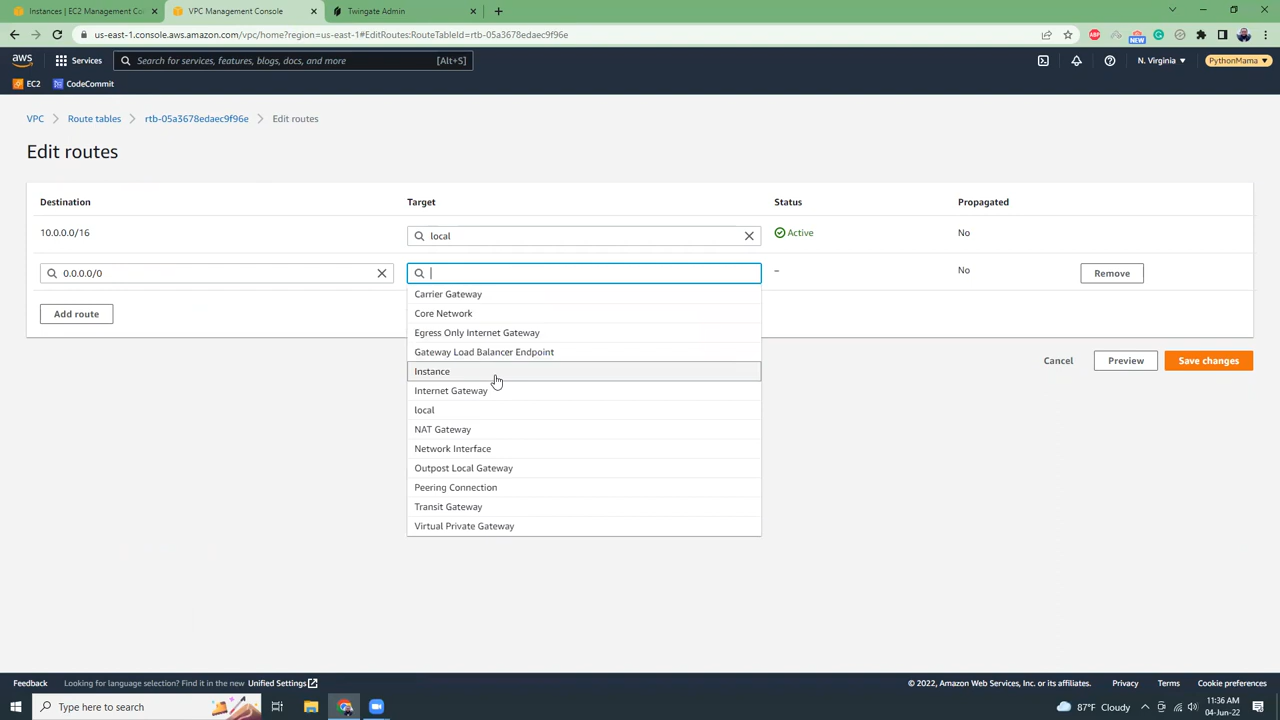 Instances | EC2 Management Con
VPC Management Console
Twingate Admin
us-east-1.console.aws.amazon.com/vpc/home?region=us-east-1#EditRoutes:RouteTableId=rtb-05a3678edaec9f96e
aws Services Search for services, features, blogs, docs, and more [Alt+S] N. Virginia PythonMama
EC2 CodeCommit
VPC Route tables rtb-05a3678edaec9f96e Edit routes
Edit routes
Destination Target Status Propagated
10.0.0.0/16 local Active No
0.0.0.0/0 – No Remove
Carrier Gateway
Add route Core Network
Egress Only Internet Gateway
Gateway Load Balancer Endpoint
Cancel Preview Save changes
Instance
Internet Gateway
local
NAT Gateway
Network Interface
Outpost Local Gateway
Peering Connection
Transit Gateway
Virtual Private Gateway
Feedback Looking for language selection? Find it in the new Unified Settings © 2022, Amazon Web Services, Inc. or its affiliates. Privacy Terms Cookie preferences
Type here to search 87°F Cloudy 11:36 AM
04-Jun-22